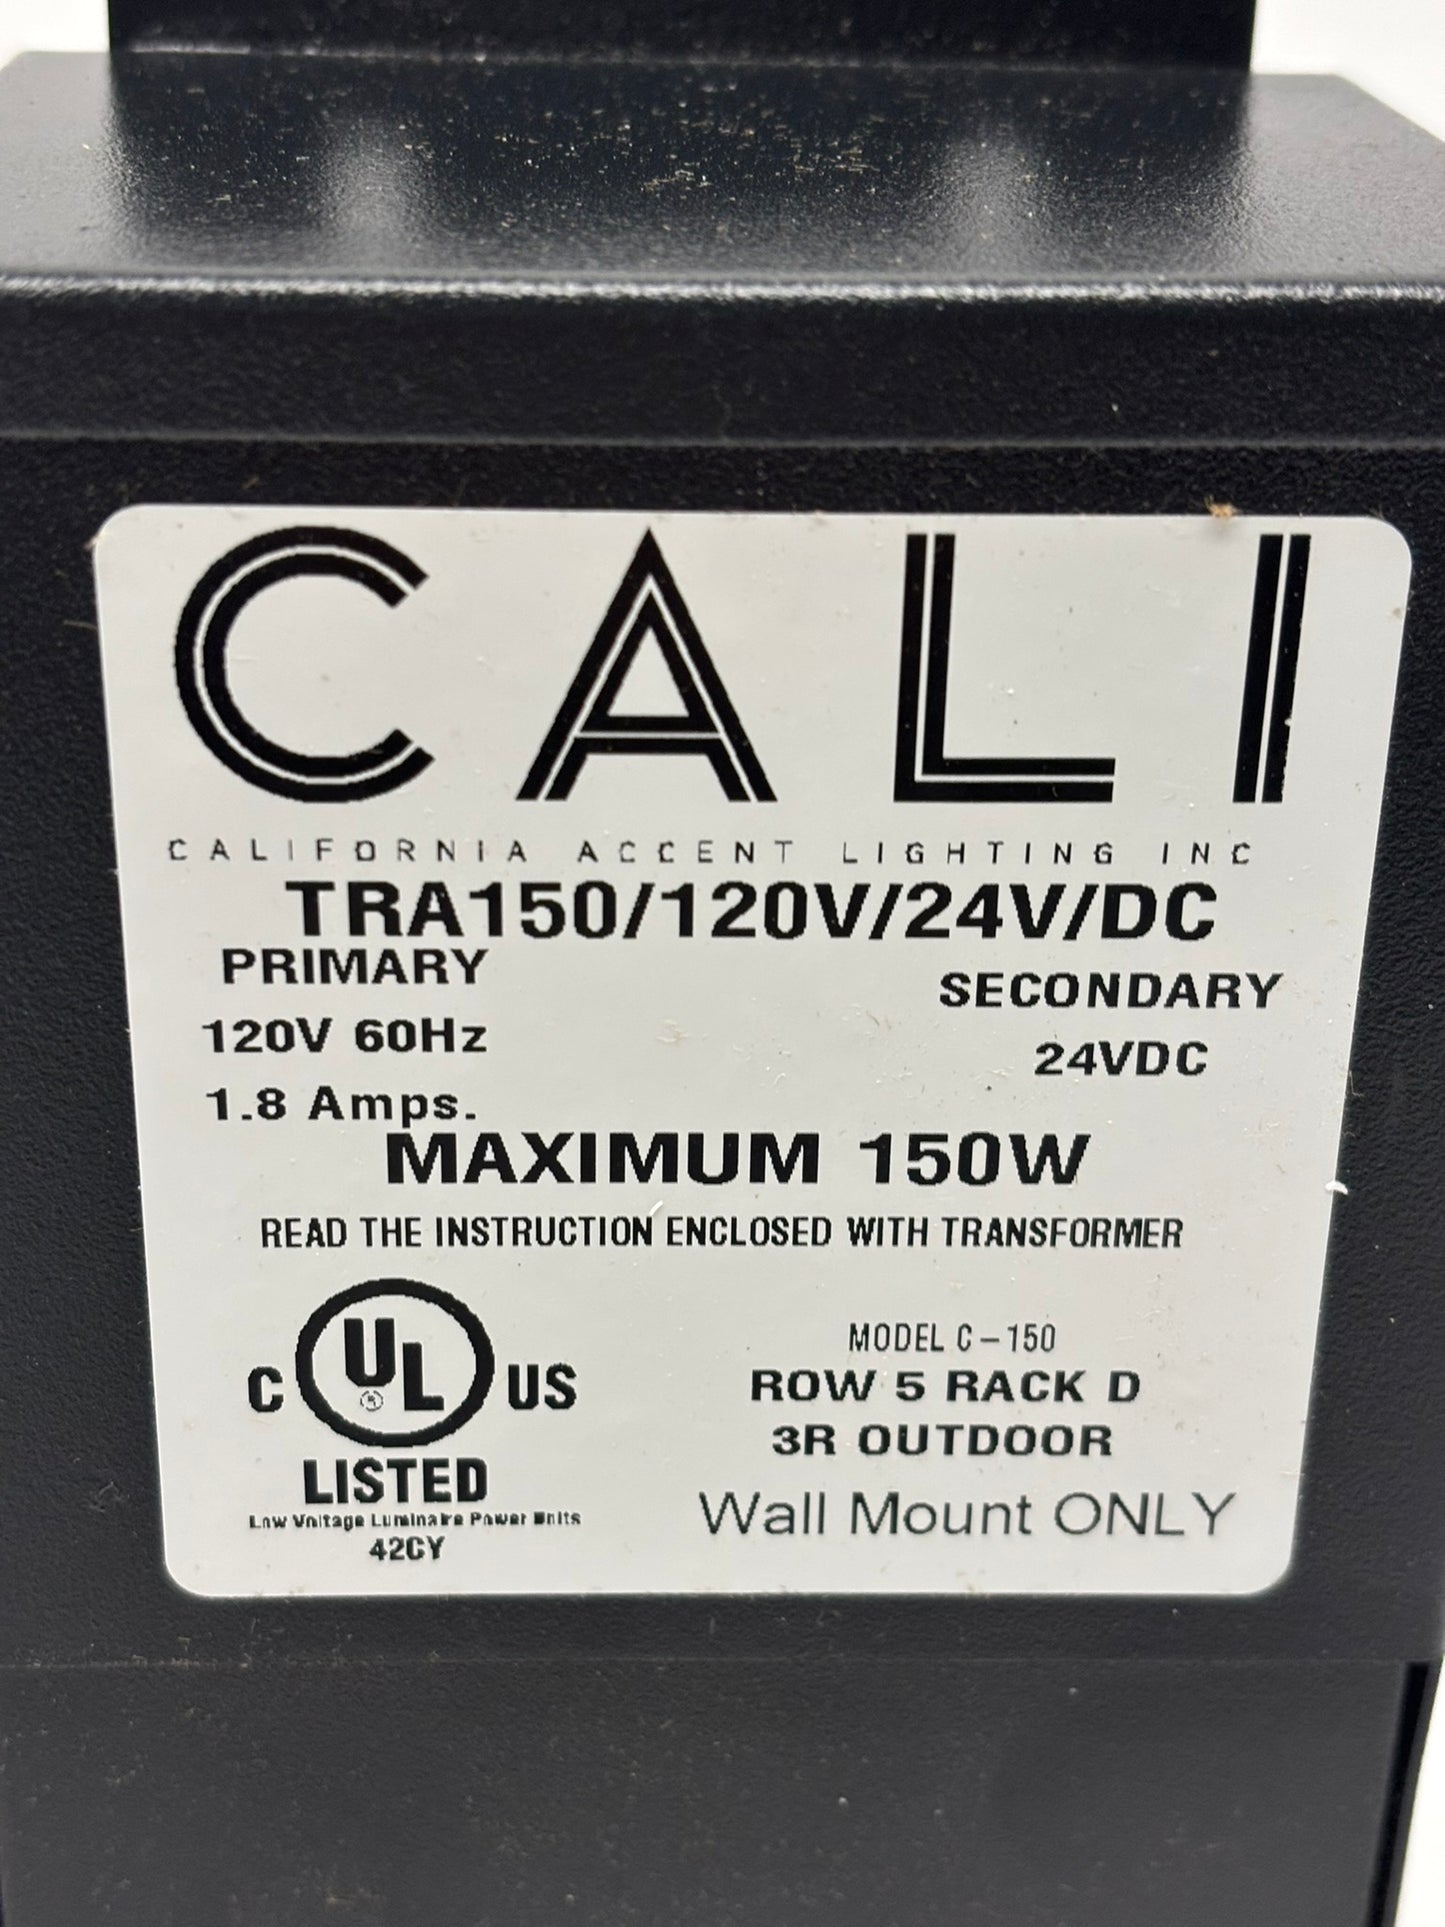 CALI
CALIFORNIA ACCENT LIGHTING INC
TRA150/120V/24V/DC
PRIMARY
120V 60Hz
1.8 Amps.
SECONDARY
24VDC
MAXIMUM 150W
READ THE INSTRUCTION ENCLOSED WITH TRANSFORMER
C UL US
®
LISTED
Low Voltage Luminaire Power Units
42CY
MODEL C-150
ROW 5 RACK D
3R OUTDOOR
Wall Mount ONLY